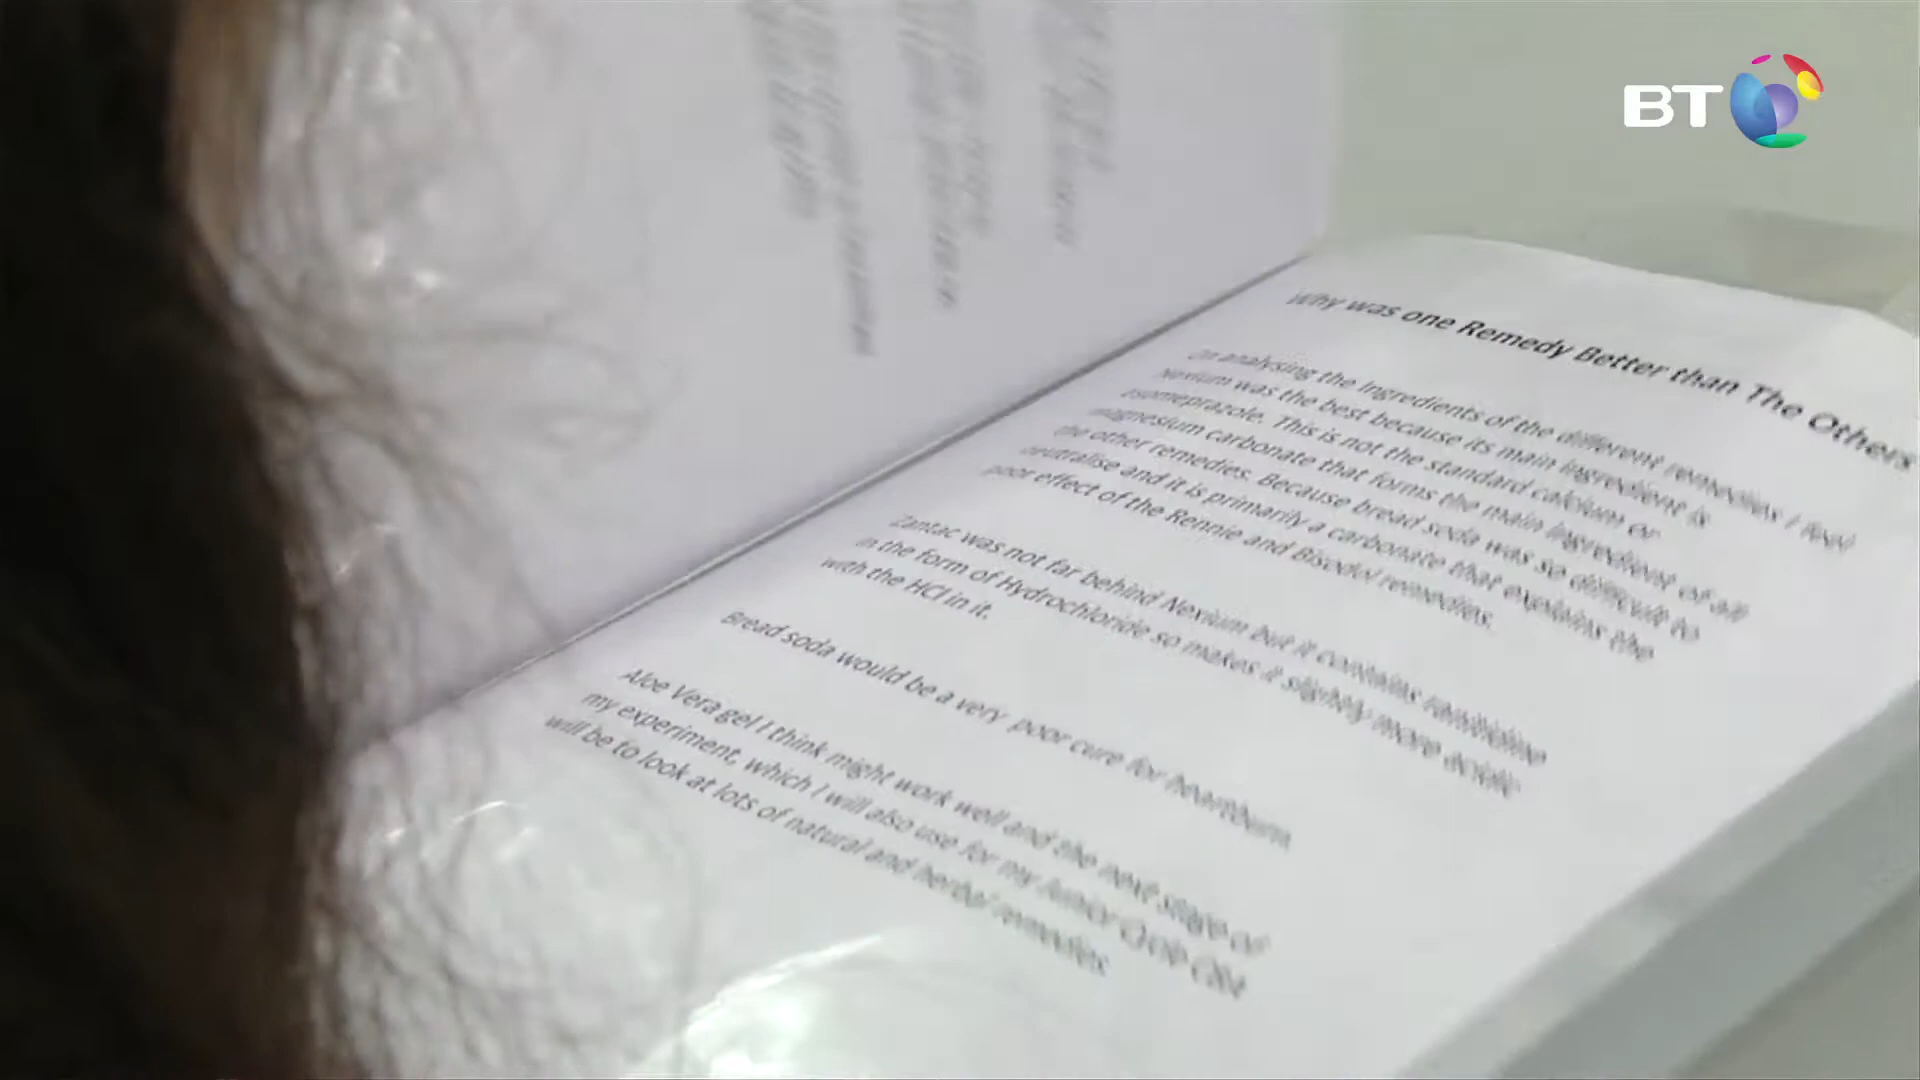 BT
Why was one Remedy Better than The Others
On analysing the Ingredients of the different remedies I feel
Nexium was the best because its main ingredient is
esomeprazole. This is not the standard calcium or
magnesium carbonate that forms the main ingredient of all
the other remedies. Because bread soda was so difficult to
neutralise and it is primarily a carbonate that explains the
poor effect of the Rennie and Bisodol remedies.
Zantac was not far behind Nexium but it contains ranitidine
in the form of Hydrochloride so makes it slightly more acidic
with the HCl in it.
Bread soda would be a very poor cure for heartburn.
Aloe Vera gel I think might work well and the next stage of
my experiment, which I will also use for my Junior Cycle CBA
will be to look at lots of natural and herbal remedies